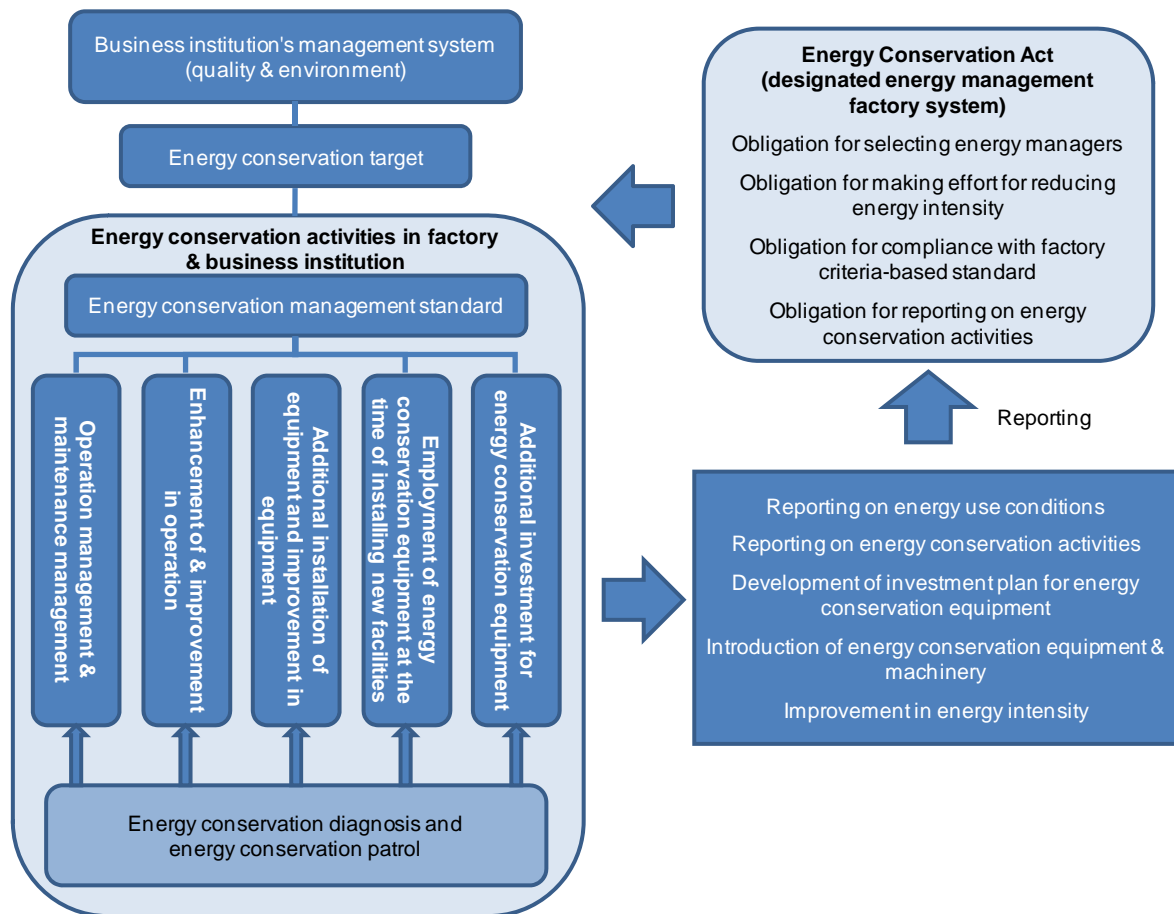 Business institution's management system
(quality & environment)
Energy conservation target
Energy conservation activities in factory
& business institution
Energy conservation management standard
Operation management &
maintenance management
Enhancement of & improvement
in operation
Additional installation of
equipment and improvement in
equipment
Employment of energy
conservation equipment at the
time of installing new facilities
Additional investment for
energy conservation equipment
Energy conservation diagnosis and
energy conservation patrol
Energy Conservation Act
(designated energy management
factory system)
Obligation for selecting energy managers
Obligation for making effort for reducing
energy intensity
Obligation for compliance with factory
criteria-based standard
Obligation for reporting on energy
conservation activities
Reporting
Reporting on energy use conditions
Reporting on energy conservation activities
Development of investment plan for energy
conservation equipment
Introduction of energy conservation equipment &
machinery
Improvement in energy intensity